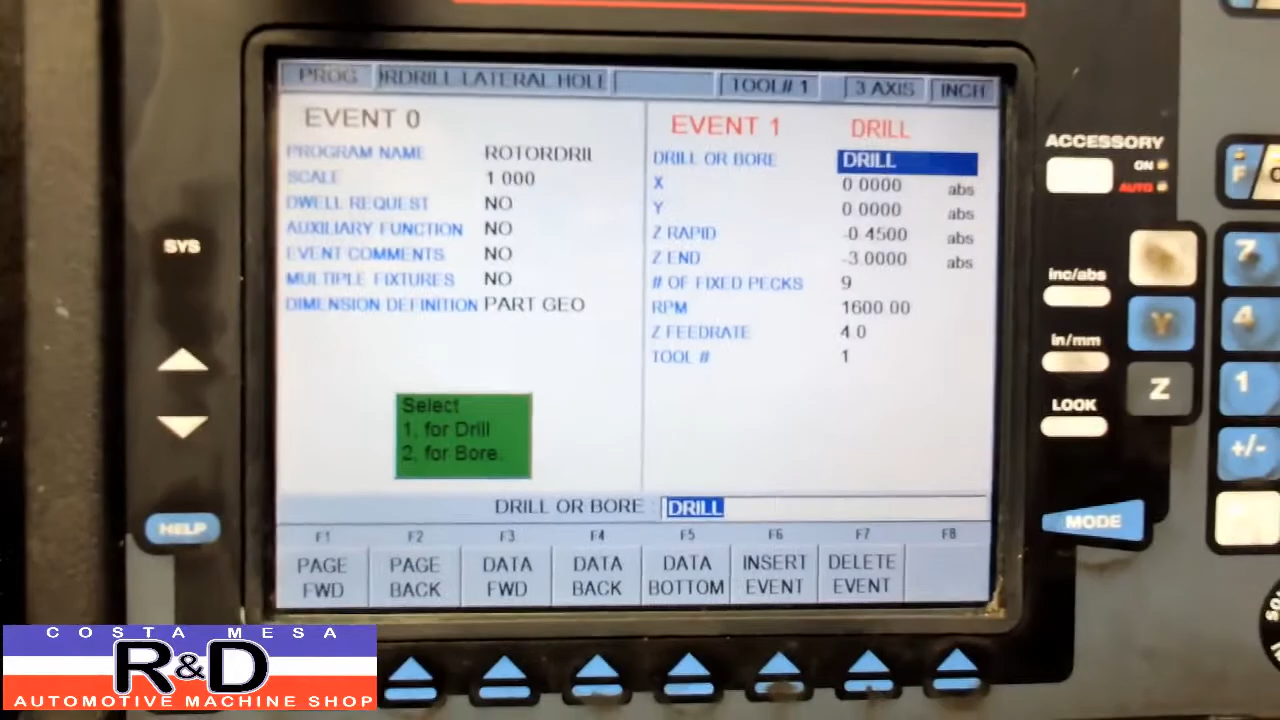 PROG RDRILL LATERAL HOLE TOOL# 1 3 AXIS INCH
EVENT 0
PROGRAM NAME ROTORDRIL
SCALE 1 000
DWELL REQUEST NO
AUXILIARY FUNCTION NO
EVENT COMMENTS NO
MULTIPLE FIXTURES NO
DIMENSION DEFINITION PART GEO
Select
1, for Drill
2, for Bore.
EVENT 1 DRILL
DRILL OR BORE DRILL
X 0 0000 abs
Y 0 0000 abs
Z RAPID -0 4500 abs
Z END -3.0000 abs
# OF FIXED PECKS 9
RPM 1600 00
Z FEEDRATE 4 0
TOOL # 1
DRILL OR BORE : DRILL
F1 F2 F3 F4 F5 F6 F7 F8
PAGE FWD
PAGE BACK
DATA FWD
DATA BACK
DATA BOTTOM
INSERT EVENT
DELETE EVENT
SYS
HELP
ACCESSORY
ON
AUTO
inc/abs
in/mm
LOOK
MODE
Y
Z
F
7
4
1
+/-
COSTA MESA
R&D
AUTOMOTIVE MACHINE SHOP